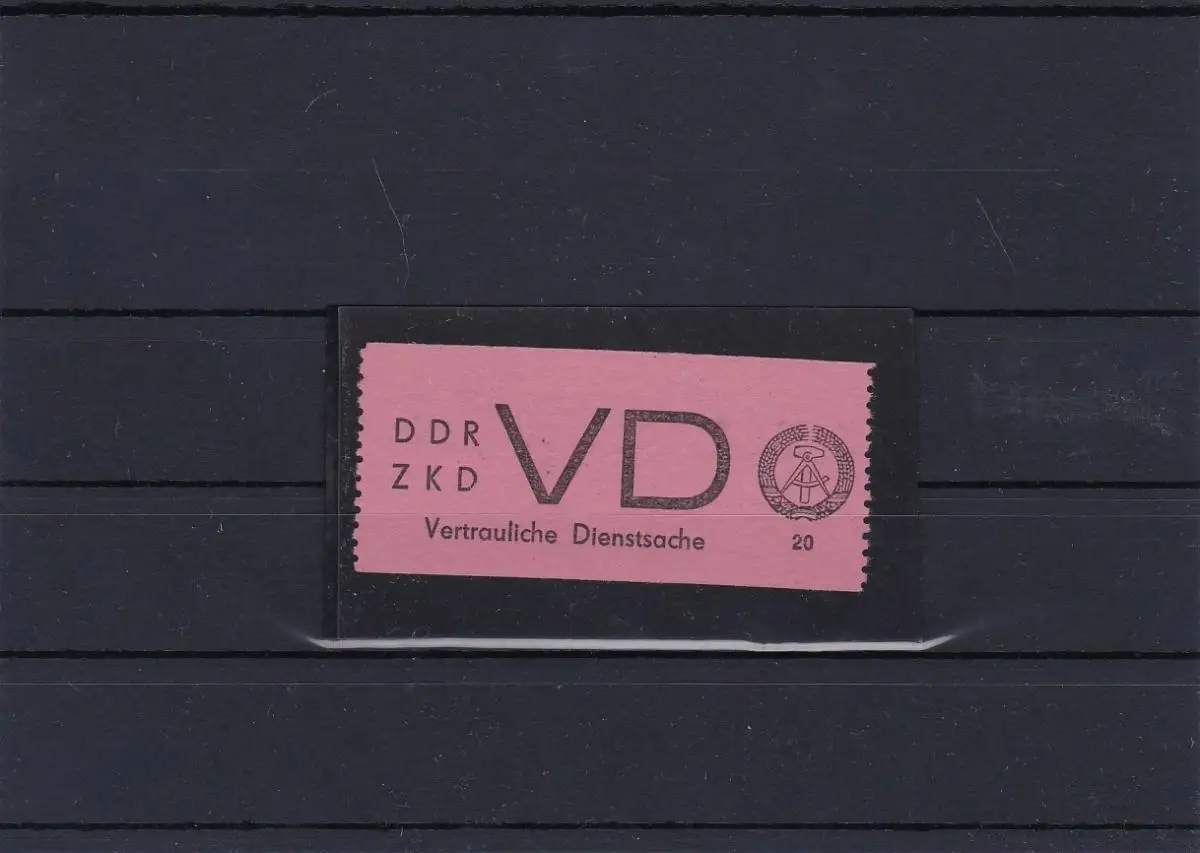 DDR
ZKD
VD
Vertrauliche Dienstsache
20